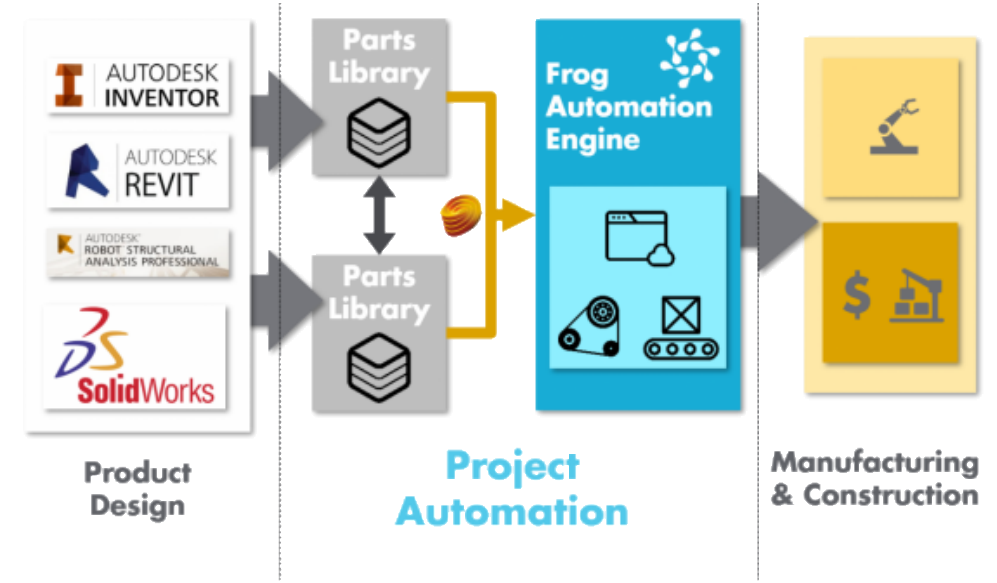 AUTODESK
INVENTOR
AUTODESK
REVIT
AUTODESK®
ROBOT STRUCTURAL
ANALYSIS PROFESSIONAL
SolidWorks
Product
Design
Parts
Library
Parts
Library
Frog
Automation
Engine
Project
Automation
$
Manufacturing
& Construction